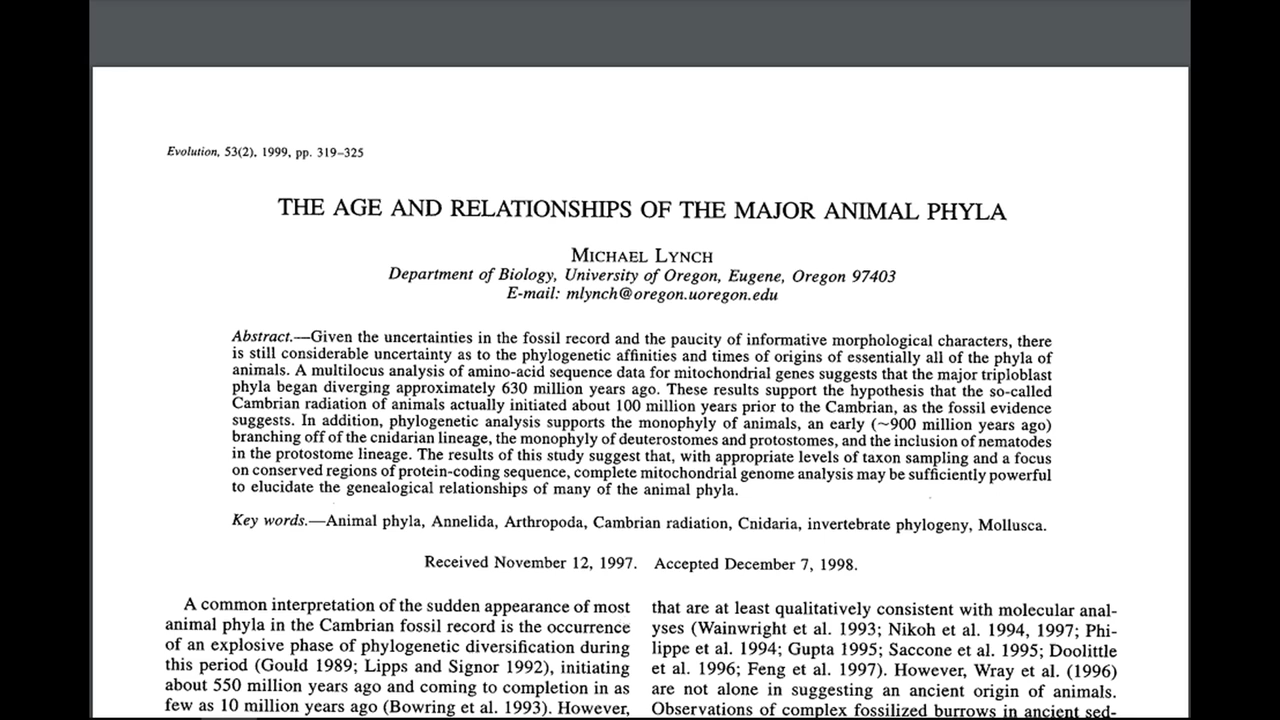 Evolution, 53(2), 1999, pp. 319–325
THE AGE AND RELATIONSHIPS OF THE MAJOR ANIMAL PHYLA
MICHAEL LYNCH
Department of Biology, University of Oregon, Eugene, Oregon 97403
E-mail: mlynch@oregon.uoregon.edu
Abstract.—Given the uncertainties in the fossil record and the paucity of informative morphological characters, there
is still considerable uncertainty as to the phylogenetic affinities and times of origins of essentially all of the phyla of
animals. A multilocus analysis of amino-acid sequence data for mitochondrial genes suggests that the major triploblast
phyla began diverging approximately 630 million years ago. These results support the hypothesis that the so-called
Cambrian radiation of animals actually initiated about 100 million years prior to the Cambrian, as the fossil evidence
suggests. In addition, phylogenetic analysis supports the monophyly of animals, an early (~900 million years ago)
branching off of the cnidarian lineage, the monophyly of deuterostomes and protostomes, and the inclusion of nematodes
in the protostome lineage. The results of this study suggest that, with appropriate levels of taxon sampling and a focus
on conserved regions of protein-coding sequence, complete mitochondrial genome analysis may be sufficiently powerful
to elucidate the genealogical relationships of many of the animal phyla.
Key words.—Animal phyla, Annelida, Arthropoda, Cambrian radiation, Cnidaria, invertebrate phylogeny, Mollusca.
Received November 12, 1997. Accepted December 7, 1998.
A common interpretation of the sudden appearance of most
animal phyla in the Cambrian fossil record is the occurrence
of an explosive phase of phylogenetic diversification during
this period (Gould 1989; Lipps and Signor 1992), initiating
about 550 million years ago and coming to completion in as
few as 10 million years ago (Bowring et al. 1993). However,
that are at least qualitatively consistent with molecular anal-
yses (Wainwright et al. 1993; Nikoh et al. 1994, 1997; Phi-
lippe et al. 1994; Gupta 1995; Saccone et al. 1995; Doolittle
et al. 1996; Feng et al. 1997). However, Wray et al. (1996)
are not alone in suggesting an ancient origin of animals.
Observations of complex fossilized burrows in ancient sed-